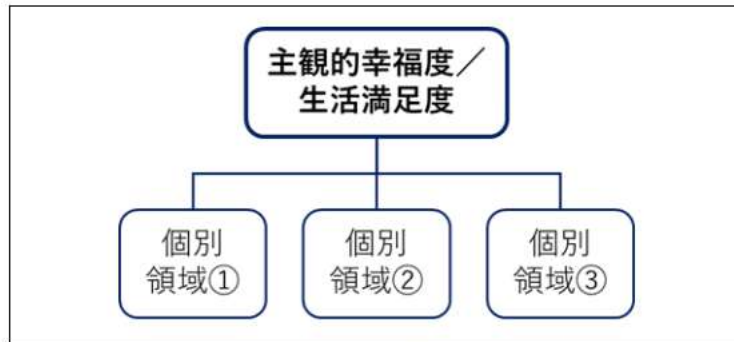 主観的幸福度／
生活満足度
個別
領域①
個別
領域②
個別
領域③